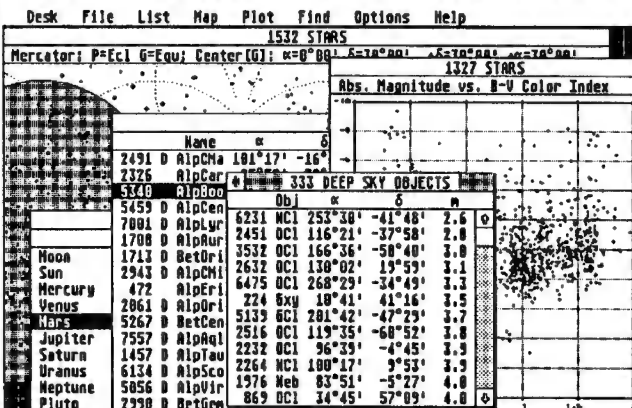 Desk File List Map Plot Find Options Help
1532 STARS
Mercator: P=Ecl G=Equ; Center[G]: α=0°00'
1327 STARS
Abs. Magnitude vs. B-V Color Index
Name α δ
2491 D AlpCMa 101°17' -16°
2326 AlpCar
5340 AlpBoo
5459 D AlpCen
7001 D AlpLyr
1708 D AlpAur
1713 D BetOri
2943 D AlpCMi
472 AlpEri
2061 D AlpOri
5267 D BetCen
7557 D AlpAql
1457 D AlpTau
6134 D AlpSco
5056 D AlpVir
2990 D BetGem
Moon
Sun
Mercury
Venus
Mars
Jupiter
Saturn
Uranus
Neptune
Pluto
333 DEEP SKY OBJECTS
Obj α δ m
6231 NCl 253°30' -41°48' 2.6
2451 OCl 116°21' -37°58' 2.8
3532 OCl 166°36' -58°40' 3.0
2632 OCl 130°02' 19°59' 3.1
6475 OCl 268°29' -34°49' 3.3
224 Gxy 10°41' 41°16' 3.5
5139 GCl 201°42' -47°29' 3.7
2516 OCl 119°35' -60°52' 3.8
2232 OCl 96°39' -4°45' 3.9
2264 NCl 100°17' 9°53' 3.9
1976 Neb 83°51' -5°27' 4.0
869 OCl 34°45' 57°09' 4.0